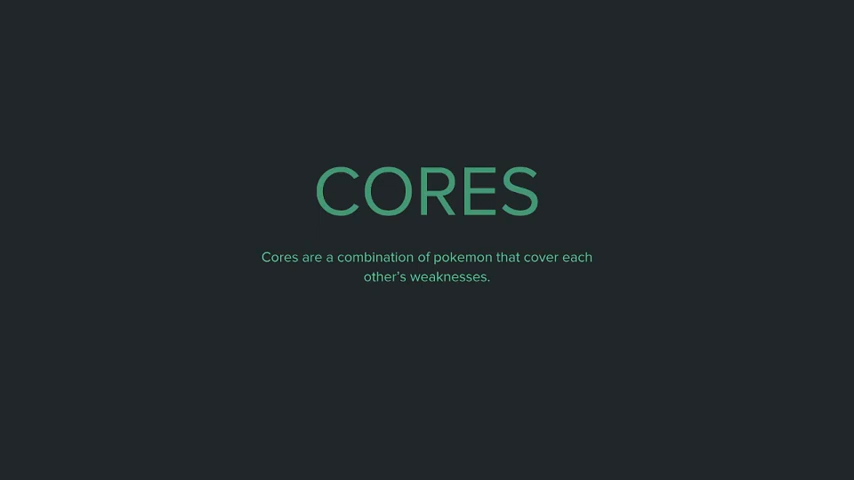 CORES
Cores are a combination of pokemon that cover each
other's weaknesses.